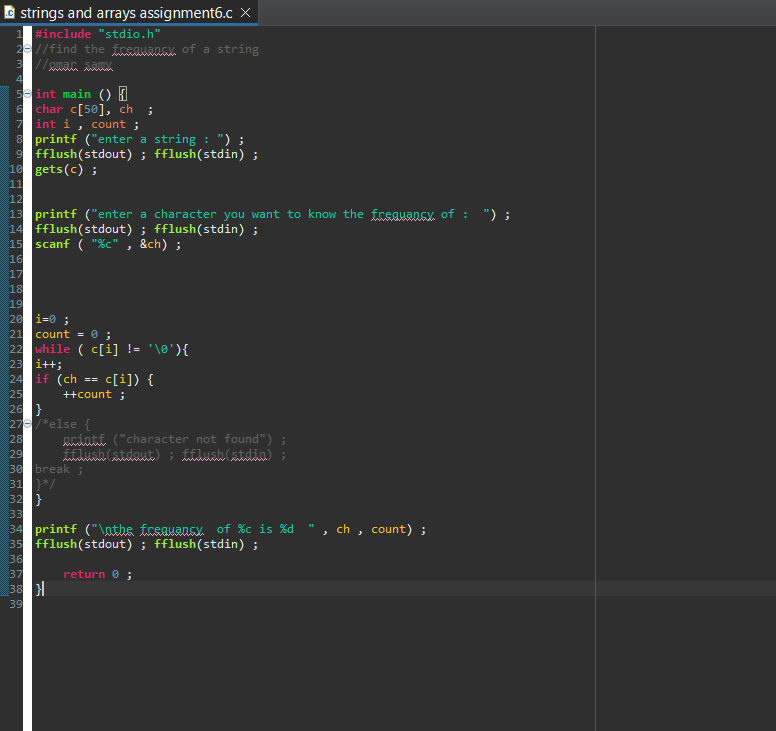 strings and arrays assignment6.c
1 #include "stdio.h"
2 //find the frequancy of a string
3 //omar samy
4
5 int main () {
6 char c[50], ch  ;
7 int i , count ;
8 printf ("enter a string : ") ;
9 fflush(stdout) ; fflush(stdin) ;
10 gets(c) ;
11
12
13 printf ("enter a character you want to know the frequancy of :  ") ;
14 fflush(stdout) ; fflush(stdin) ;
15 scanf ( "%c" , &ch) ;
16
17
18
19
20 i=0 ;
21 count = 0 ;
22 while ( c[i] != '\0'){
23 i++;
24 if (ch == c[i]) {
25     ++count ;
26 }
27 /*else {
28     printf ("character not found") ;
29     fflush(stdout) ; fflush(stdin) ;
30 break ;
31 }*/
32 }
33
34 printf ("\nthe frequancy  of %c is %d  " , ch , count) ;
35 fflush(stdout) ; fflush(stdin) ;
36
37     return 0 ;
38 }
39